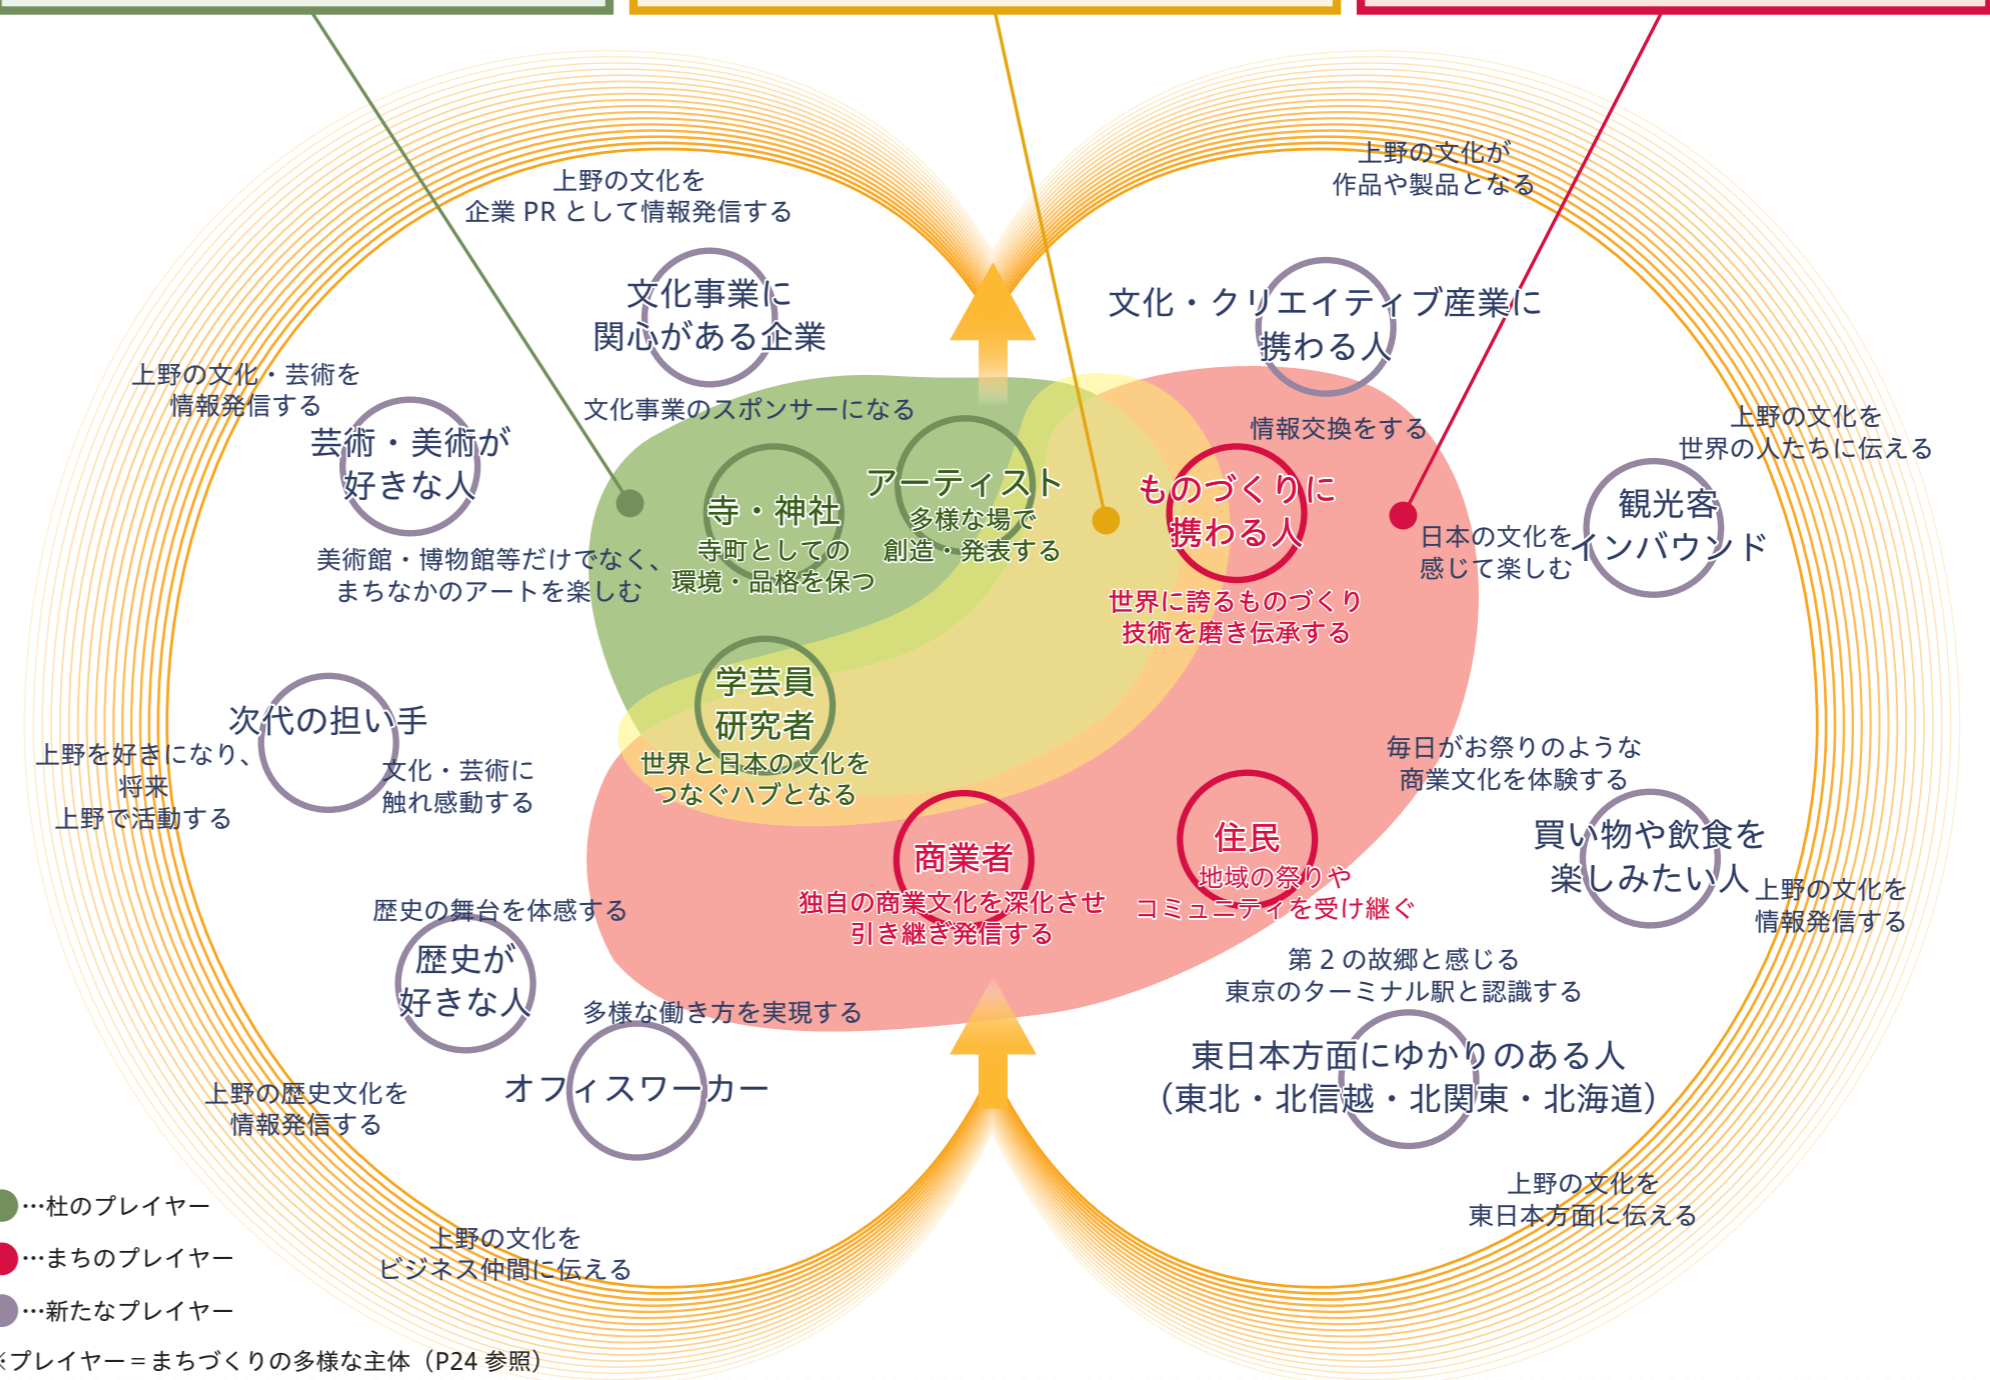 上野の文化を
企業 PR として情報発信する
文化事業に
関心がある企業
文化事業のスポンサーになる
上野の文化が
作品や製品となる
文化・クリエイティブ産業に
携わる人
情報交換をする
上野の文化・芸術を
情報発信する
芸術・美術が
好きな人
美術館・博物館等だけでなく、
まちなかのアートを楽しむ
寺・神社
寺町としての
環境・品格を保つ
アーティスト
多様な場で
創造・発表する
ものづくりに
携わる人
世界に誇るものづくり
技術を磨き伝承する
上野の文化を
世界の人たちに伝える
観光客
インバウンド
日本の文化を
感じて楽しむ
学芸員
研究者
世界と日本の文化を
つなぐハブとなる
次代の担い手
上野を好きになり、
将来
上野で活動する
文化・芸術に
触れ感動する
商業者
独自の商業文化を深化させ
引き継ぎ発信する
住民
地域の祭りや
コミュニティを受け継ぐ
毎日がお祭りのような
商業文化を体験する
買い物や飲食を
楽しみたい人
上野の文化を
情報発信する
歴史の舞台を体感する
歴史が
好きな人
上野の歴史文化を
情報発信する
多様な働き方を実現する
オフィスワーカー
上野の文化を
ビジネス仲間に伝える
第 2 の故郷と感じる
東京のターミナル駅と認識する
東日本方面にゆかりのある人
（東北・北信越・北関東・北海道）
上野の文化を
東日本方面に伝える
…杜のプレイヤー
…まちのプレイヤー
…新たなプレイヤー
※プレイヤー＝まちづくりの多様な主体（P24 参照）